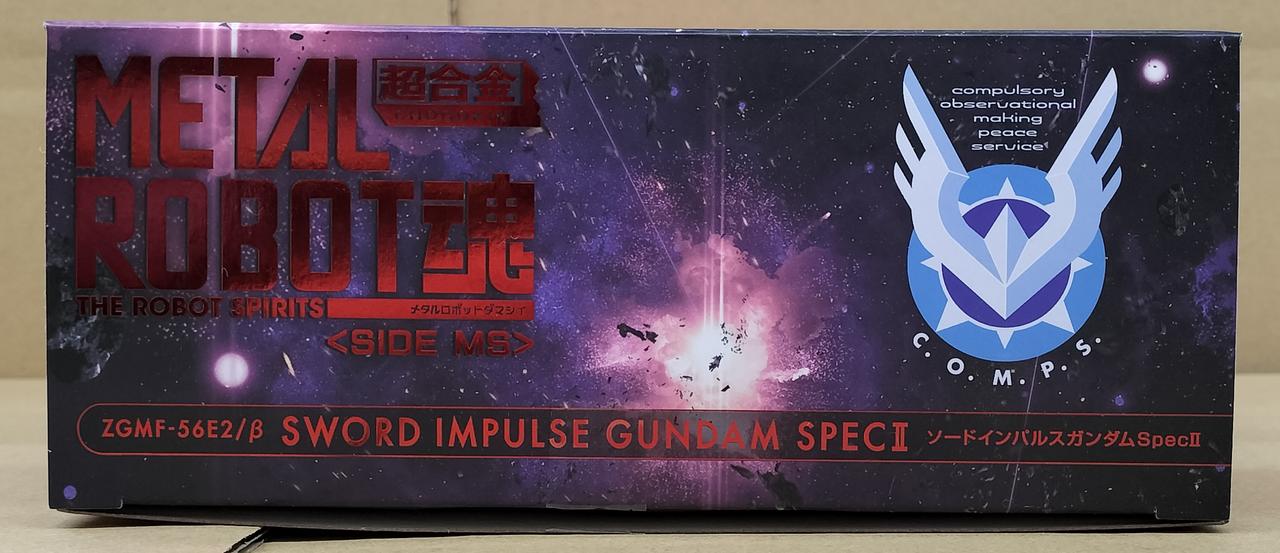 METAL
超合金
CHOGOKIN
ROBOT魂
THE ROBOT SPIRITS
メタルロボットダマシイ
<SIDE MS>
compulsory
observational
making
peace
service
C.O.M.P.S.
ZGMF-56E2/β SWORD IMPULSE GUNDAM SPECⅡ ソードインパルスガンダムSpecⅡ